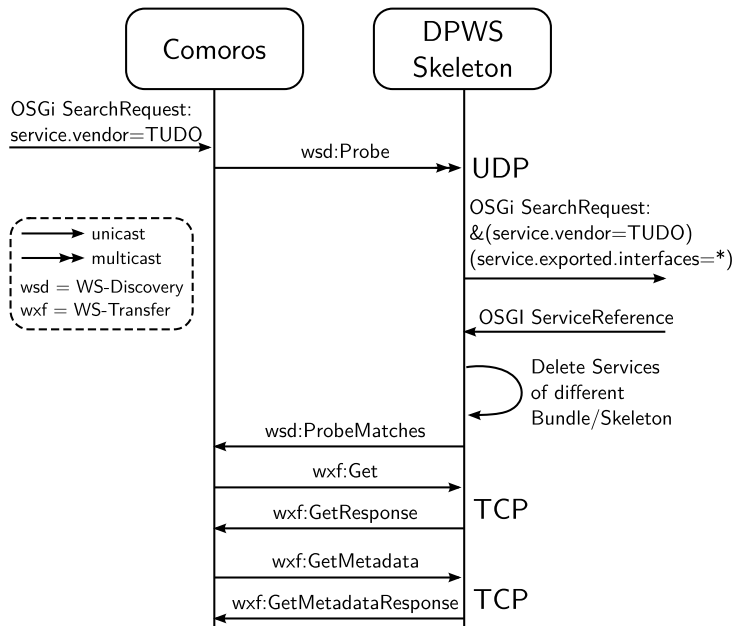 Comoros
DPWS
Skeleton
OSGi SearchRequest:
service.vendor=TUDO
wsd:Probe
UDP
OSGi SearchRequest:
&(service.vendor=TUDO)
(service.exported.interfaces=*)
unicast
multicast
wsd = WS-Discovery
wxf = WS-Transfer
OSGI ServiceReference
Delete Services
of different
Bundle/Skeleton
wsd:ProbeMatches
wxf:Get
TCP
wxf:GetResponse
wxf:GetMetadata
TCP
wxf:GetMetadataResponse